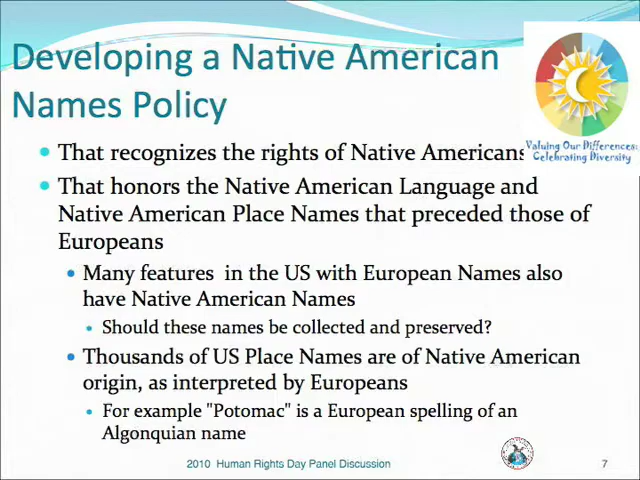 Developing a Native American
Names Policy
Valuing Our Differences:
Celebrating Diversity
• That recognizes the rights of Native Americans
• That honors the Native American Language and
Native American Place Names that preceded those of
Europeans
• Many features in the US with European Names also
have Native American Names
• Should these names be collected and preserved?
• Thousands of US Place Names are of Native American
origin, as interpreted by Europeans
• For example "Potomac" is a European spelling of an
Algonquian name
2010 Human Rights Day Panel Discussion
7